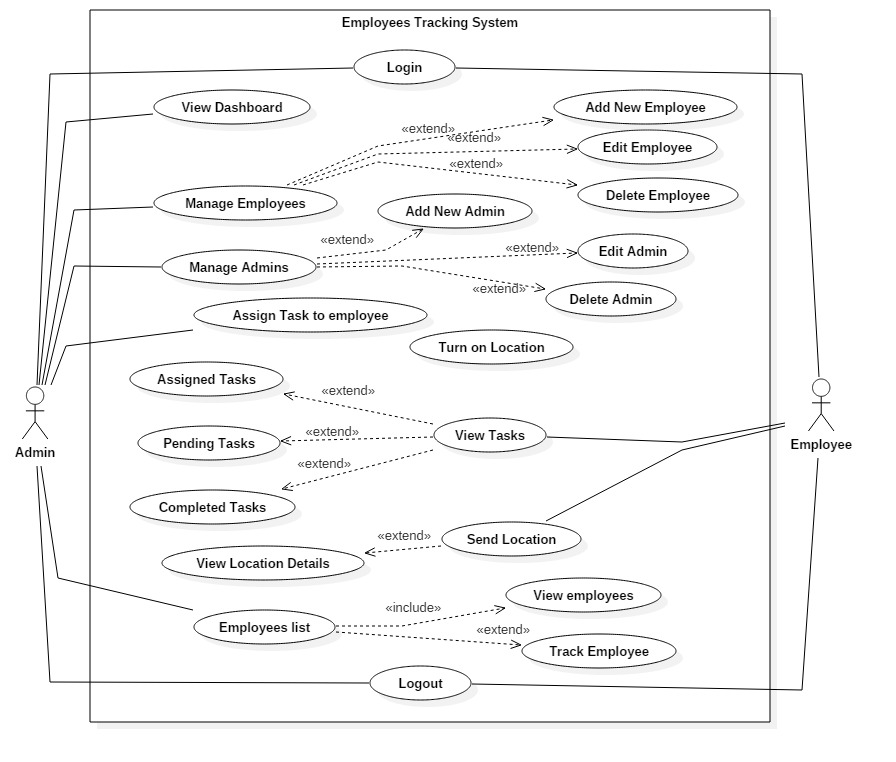 Employees Tracking System
Login
View Dashboard
Add New Employee
«extend»
«extend»
Edit Employee
«extend»
Delete Employee
Manage Employees
Add New Admin
«extend»
«extend»
Edit Admin
Manage Admins
«extend»
Delete Admin
Assign Task to employee
Turn on Location
Assigned Tasks
«extend»
Pending Tasks
«extend»
View Tasks
Admin
Employee
«extend»
Completed Tasks
«extend»
Send Location
View Location Details
View employees
«include»
Employees list
«extend»
Track Employee
Logout